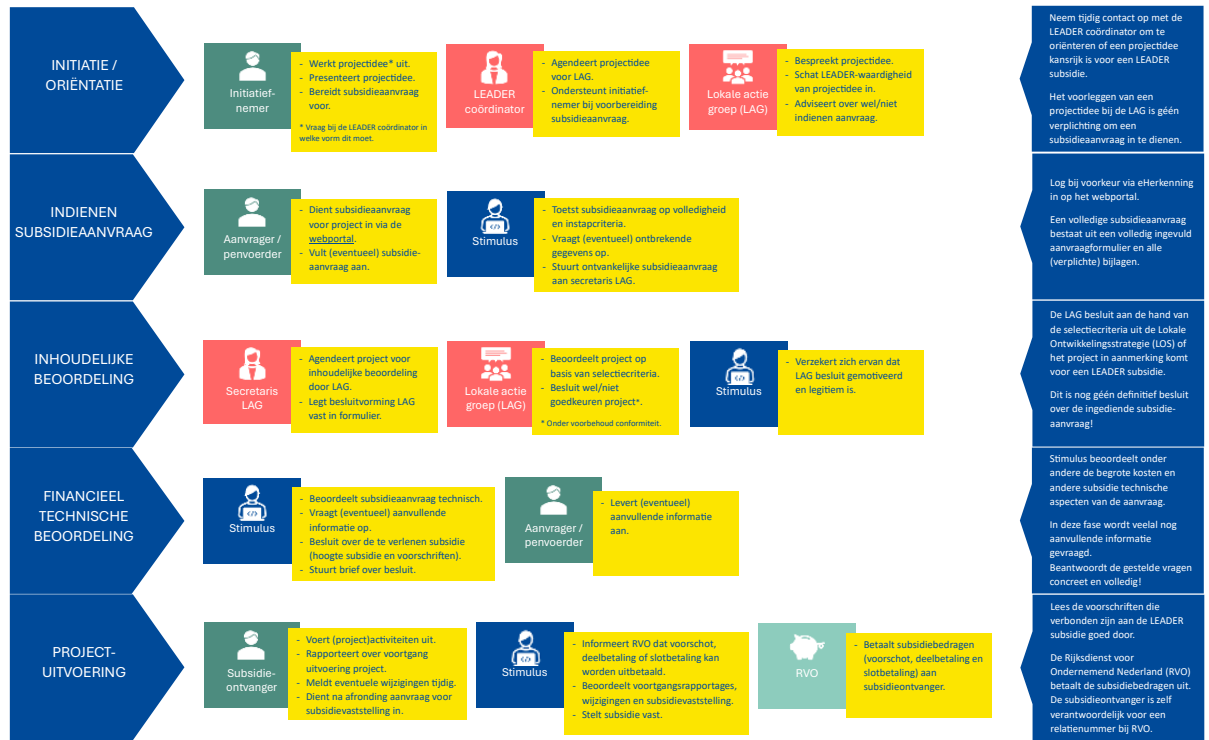 INITIATIE /
ORIËNTATIE
Initiatief-
nemer
- Werkt projectidee* uit.
- Presenteert projectidee.
- Bereidt subsidieaanvraag
voor.
* Vraag bij de LEADER coördinator in
welke vorm dit moet.
LEADER
coördinator
- Agendeert projectidee
voor LAG.
- Ondersteunt initiatief-
nemer bij voorbereiding
subsidieaanvraag.
Lokale actie
groep (LAG)
- Bespreekt projectidee.
- Schat LEADER-waardigheid
van projectidee in.
- Adviseert over wel/niet
indienen aanvraag.
Neem tijdig contact op met de
LEADER coördinator om te
oriënteren of een projectidee
kansrijk is voor een LEADER
subsidie.
Het voorleggen van een
projectidee bij de LAG is géén
verplichting om een
subsidieaanvraag in te dienen.
INDIENEN
SUBSIDIEAANVRAAG
Aanvrager /
penvoerder
- Dient subsidieaanvraag
voor project in via de
webportal.
- Vult (eventueel) subsidie-
aanvraag aan.
Stimulus
- Toetst subsidieaanvraag op volledigheid
en instapcriteria.
- Vraagt (eventueel) ontbrekende
gegevens op.
- Stuurt ontvankelijke subsidieaanvraag
aan secretaris LAG.
Log bij voorkeur via eHerkenning
in op het webportal.
Een volledige subsidieaanvraag
bestaat uit een volledig ingevuld
aanvraagformulier en alle
(verplichte) bijlagen.
INHOUDELIJKE
BEOORDELING
Secretaris
LAG
- Agendeert project voor
inhoudelijke beoordeling
door LAG.
- Legt besluitvorming LAG
vast in formulier.
Lokale actie
groep (LAG)
- Beoordeelt project op
basis van selectiecriteria.
- Besluit wel/niet
goedkeuren project*.
* Onder voorbehoud conformiteit.
Stimulus
- Verzekert zich ervan dat
LAG besluit gemotiveerd
en legitiem is.
De LAG besluit aan de hand van
de selectiecriteria uit de Lokale
Ontwikkelingsstrategie (LOS) of
het project in aanmerking komt
voor een LEADER subsidie.
Dit is nog géén definitief besluit
over de ingediende subsidie-
aanvraag!
FINANCIEEL
TECHNISCHE
BEOORDELING
Stimulus
- Beoordeelt subsidieaanvraag technisch.
- Vraagt (eventueel) aanvullende
informatie op.
- Besluit over de te verlenen subsidie
(hoogte subsidie en voorschriften).
- Stuurt brief over besluit.
Aanvrager /
penvoerder
- Levert (eventueel)
aanvullende informatie
aan.
Stimulus beoordeelt onder
andere de begrote kosten en
andere subsidie technische
aspecten van de aanvraag.
In deze fase wordt veelal nog
aanvullende informatie
gevraagd.
Beantwoordt de gestelde vragen
concreet en volledig!
PROJECT-
UITVOERING
Subsidie-
ontvanger
- Voert (project)activiteiten uit.
- Rapporteert over voortgang
uitvoering project.
- Meldt eventuele wijzigingen tijdig.
- Dient na afronding aanvraag voor
subsidievaststelling in.
Stimulus
- Informeert RVO dat voorschot,
deelbetaling of slotbetaling kan
worden uitbetaald.
- Beoordeelt voortgangsrapportages,
wijzigingen en subsidievaststelling.
- Stelt subsidie vast.
RVO
- Betaalt subsidiebedragen
(voorschot, deelbetaling en
slotbetaling) aan
subsidieontvanger.
Lees de voorschriften die
verbonden zijn aan de LEADER
subsidie goed door.
De Rijksdienst voor
Ondernemend Nederland (RVO)
betaalt de subsidiebedragen uit.
De subsidieontvanger is zelf
verantwoordelijk voor een
relatienummer bij RVO.